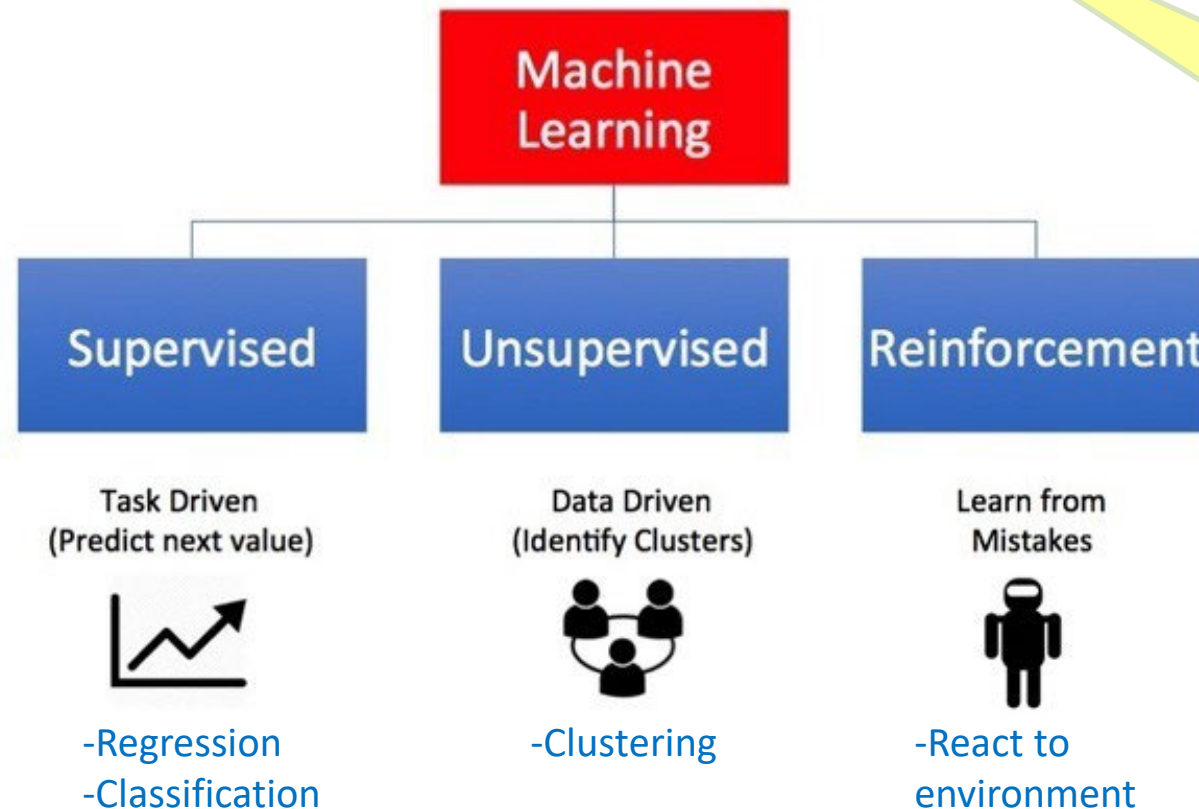 Machine
Learning
Supervised
Unsupervised
Reinforcement
Task Driven
(Predict next value)
Data Driven
(Identify Clusters)
Learn from
Mistakes
-Regression
-Classification
-Clustering
-React to
environment